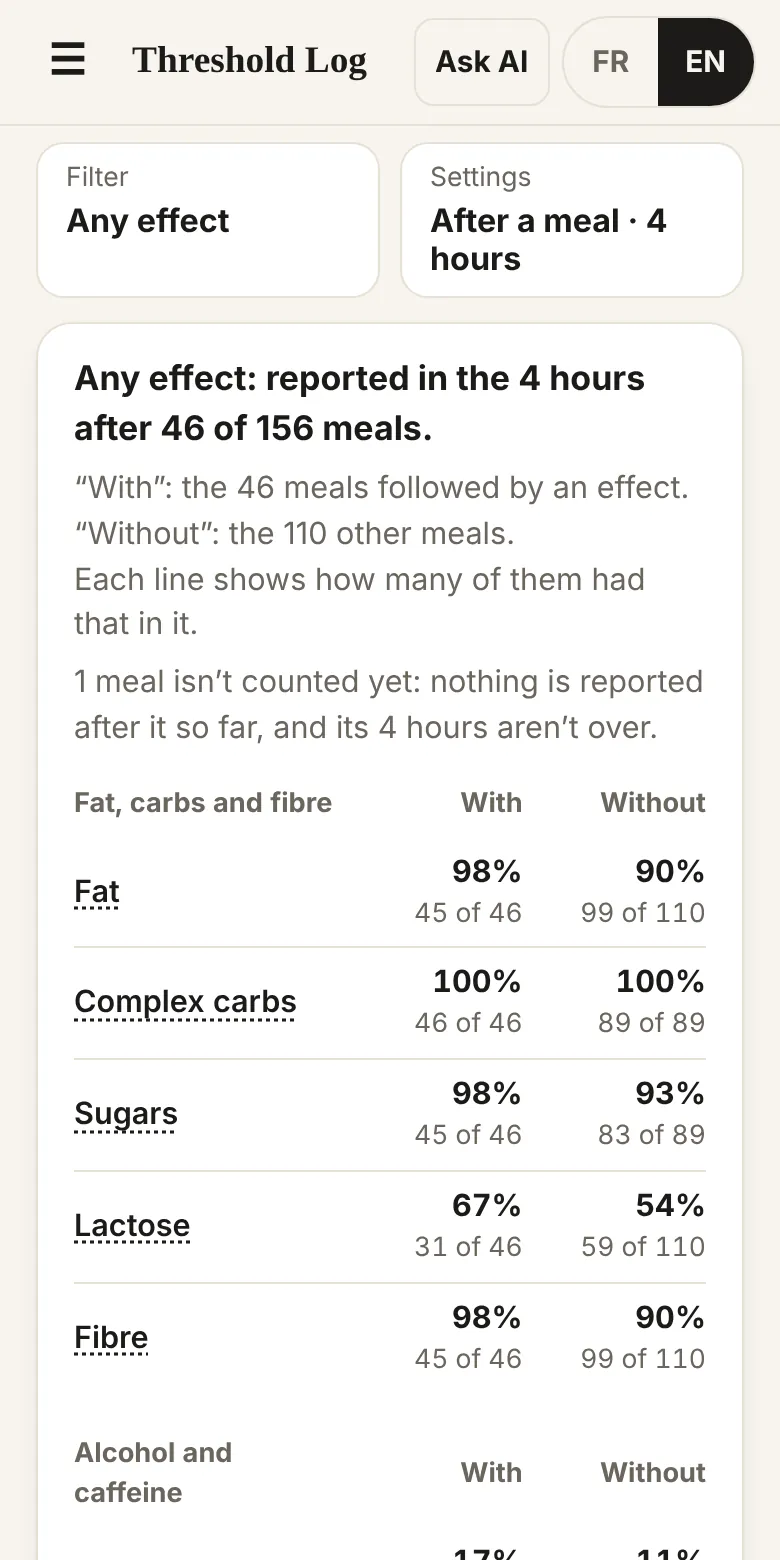 ☰ Threshold Log Ask AI FR EN
Filter
Any effect
Settings
After a meal · 4
hours
Any effect: reported in the 4 hours
after 46 of 156 meals.
“With”: the 46 meals followed by an effect.
“Without”: the 110 other meals.
Each line shows how many of them had
that in it.
1 meal isn’t counted yet: nothing is reported
after it so far, and its 4 hours aren’t over.
Fat, carbs and fibre With Without
Fat 98% 90%
45 of 46 99 of 110
Complex carbs 100% 100%
46 of 46 89 of 89
Sugars 98% 93%
45 of 46 83 of 89
Lactose 67% 54%
31 of 46 59 of 110
Fibre 98% 90%
45 of 46 99 of 110
Alcohol and
caffeine With Without
17% 11%